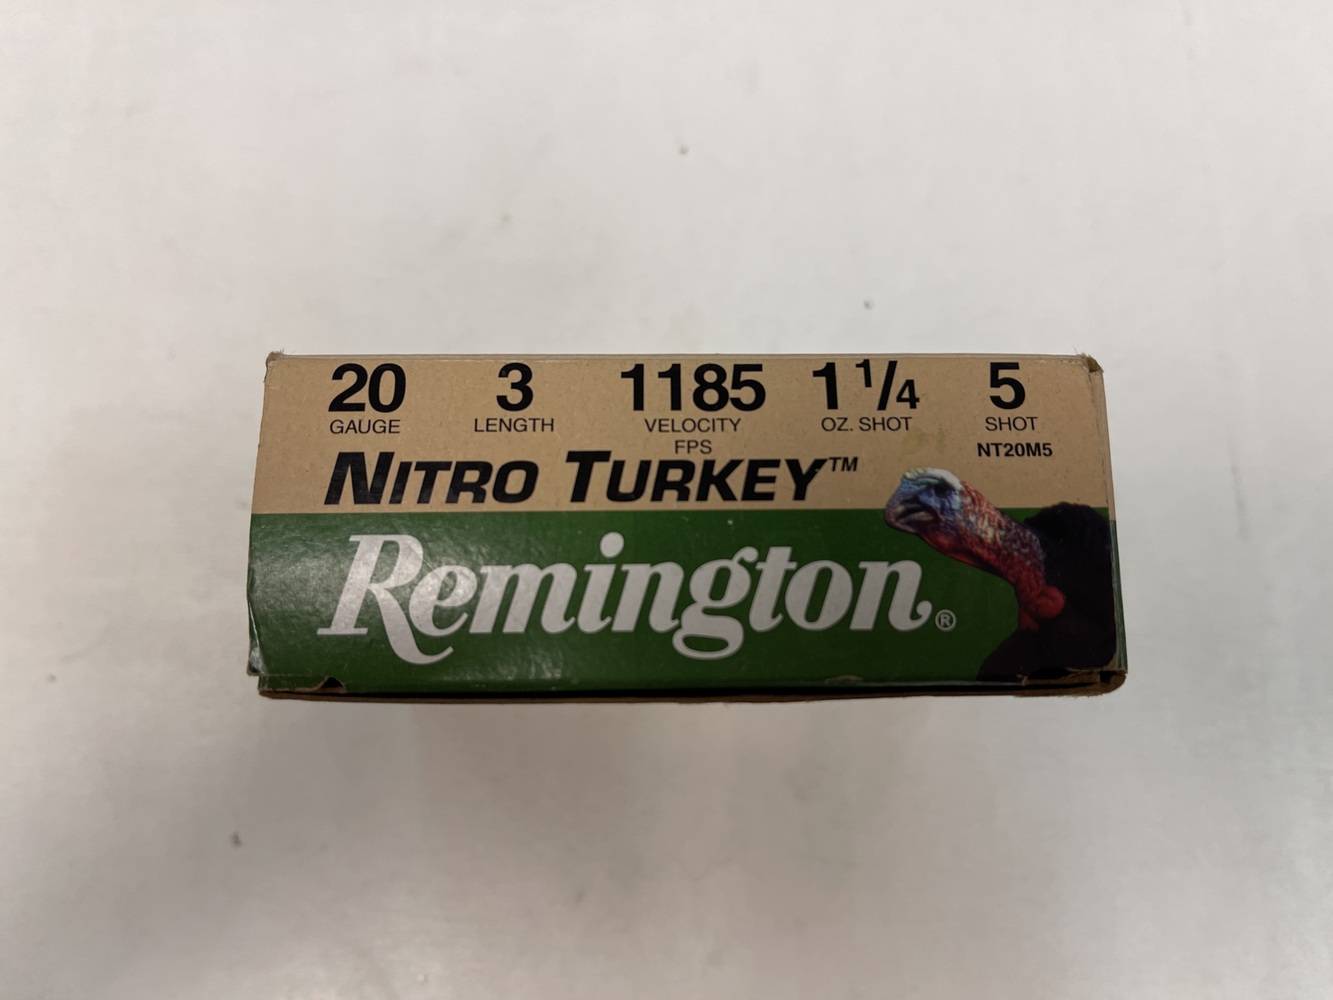 20 3 1185 1 1/4 5
GAUGE LENGTH VELOCITY OZ. SHOT SHOT
FPS NT20M5
NITRO TURKEY™
Remington®